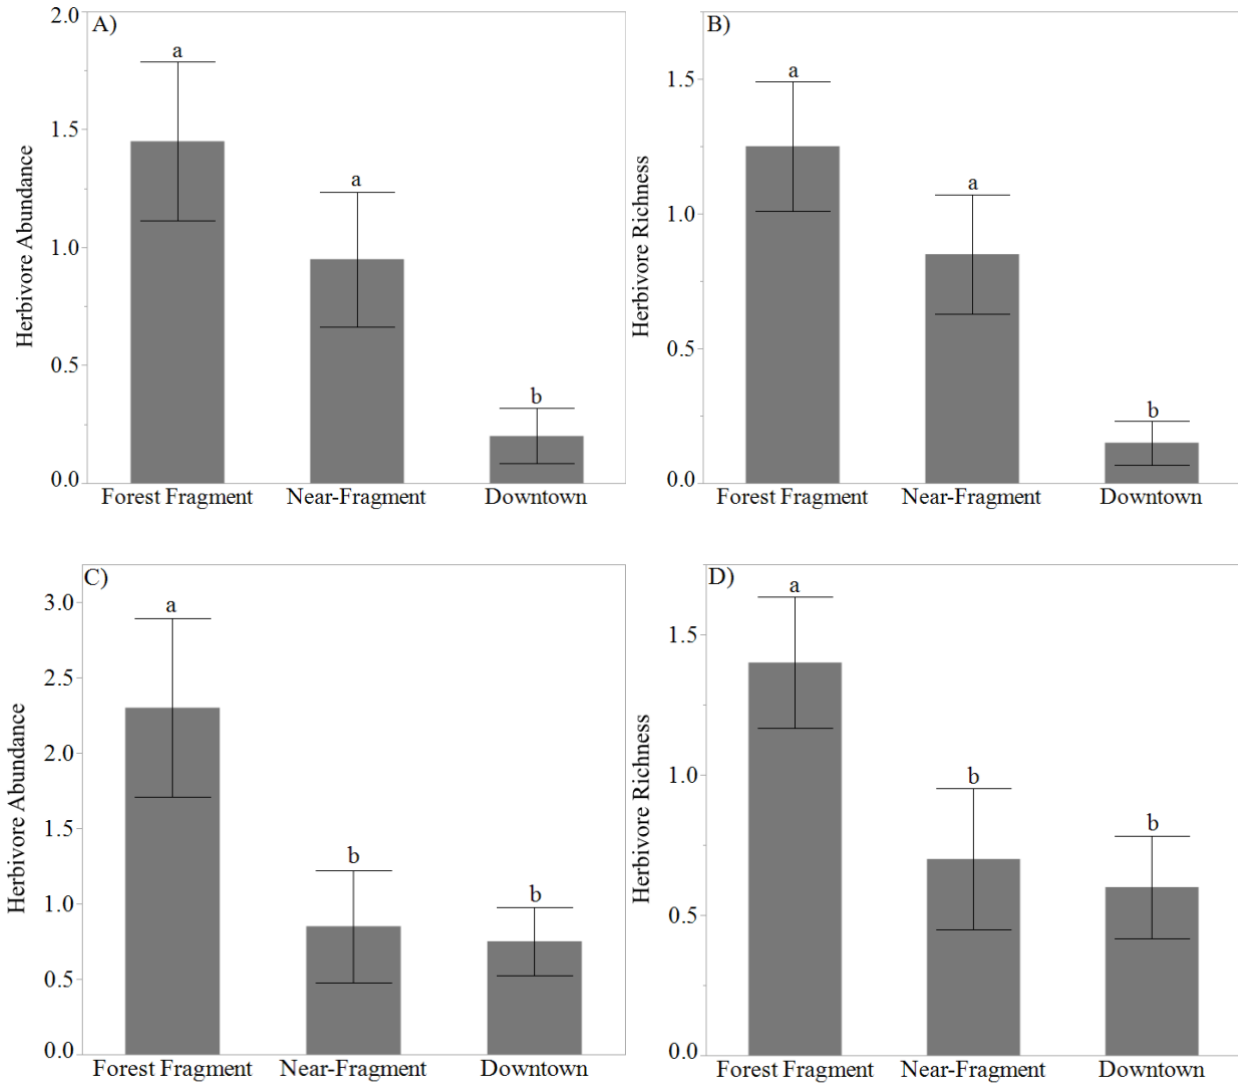 A)
Herbivore Abundance
2.0
1.5
1.0
0.5
0.0
a
a
b
Forest Fragment Near-Fragment Downtown
B)
Herbivore Richness
1.5
1.0
0.5
0.0
a
a
b
Forest Fragment Near-Fragment Downtown
C)
Herbivore Abundance
3.0
2.5
2.0
1.5
1.0
0.5
0.0
a
b
b
Forest Fragment Near-Fragment Downtown
D)
Herbivore Richness
1.5
1.0
0.5
0.0
a
b
b
Forest Fragment Near-Fragment Downtown